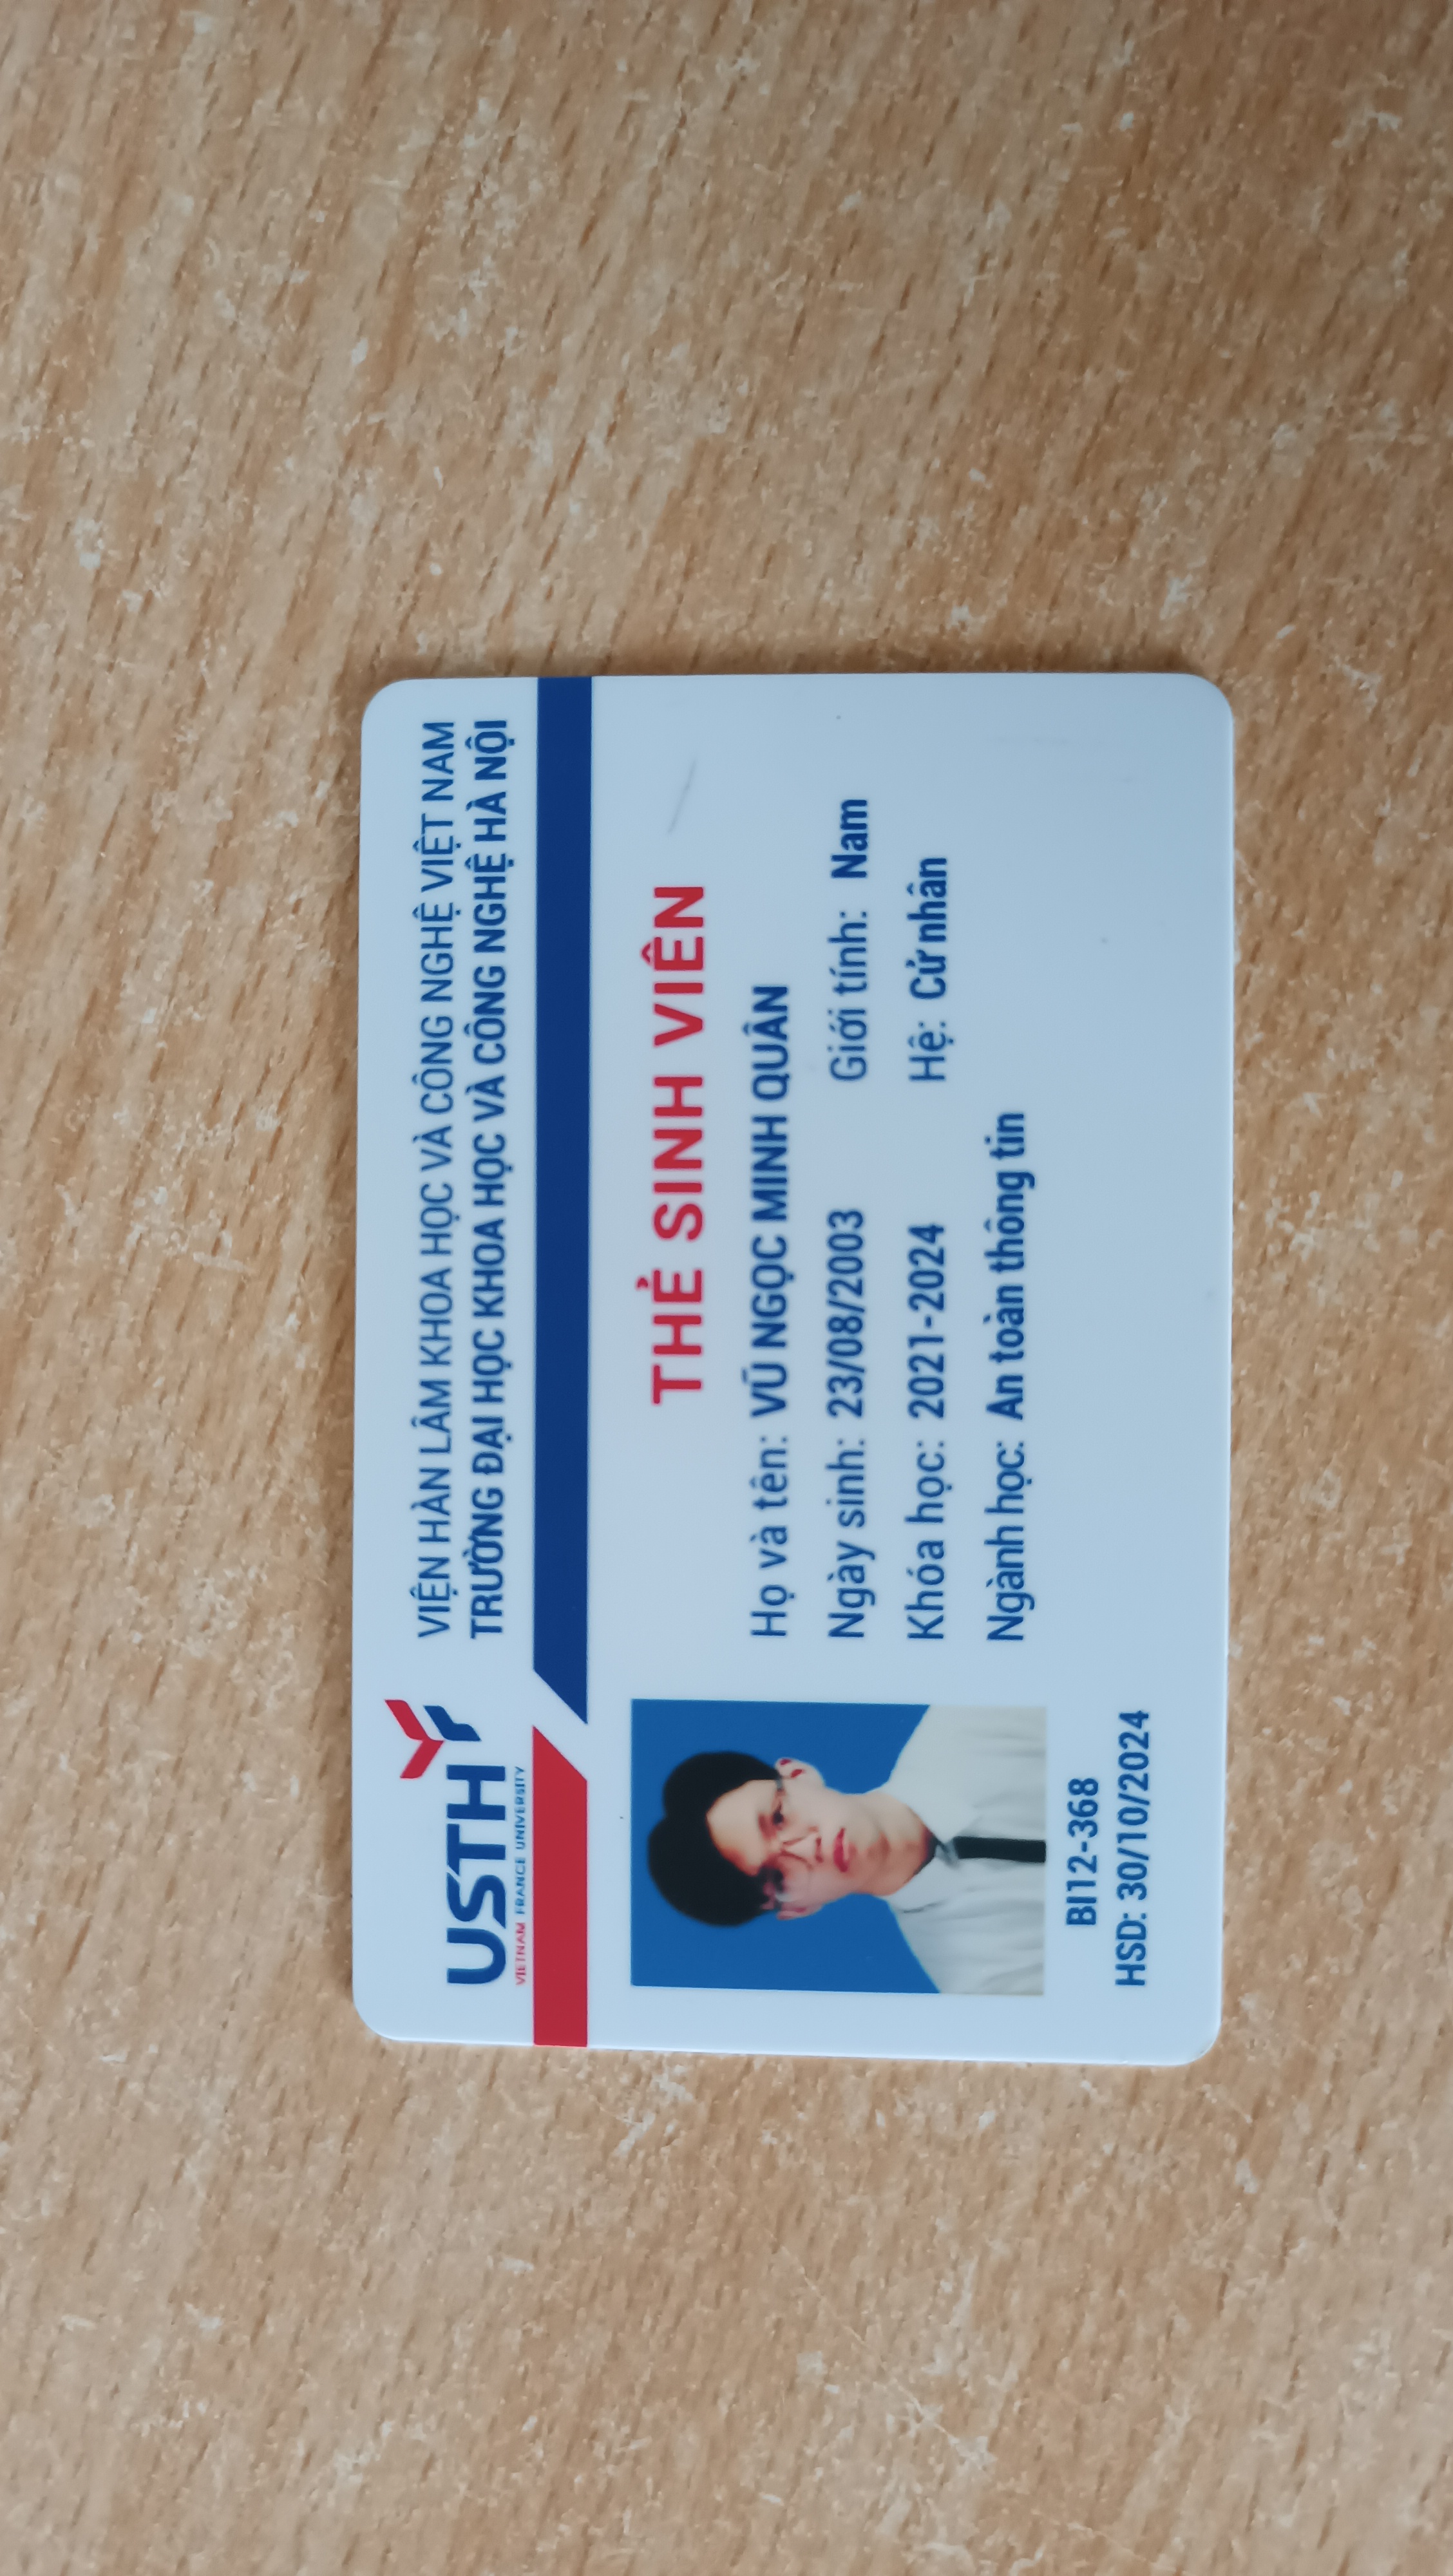 USTH
VIETNAM FRANCE UNIVERSITY
VIỆN HÀN LÂM KHOA HỌC VÀ CÔNG NGHỆ VIỆT NAM
TRƯỜNG ĐẠI HỌC KHOA HỌC VÀ CÔNG NGHỆ HÀ NỘI
THẺ SINH VIÊN
Họ và tên: VŨ NGỌC MINH QUÂN
Ngày sinh: 23/08/2003 Giới tính: Nam
Khóa học: 2021-2024 Hệ: Cử nhân
Ngành học: An toàn thông tin
BI12-368
HSD: 30/10/2024